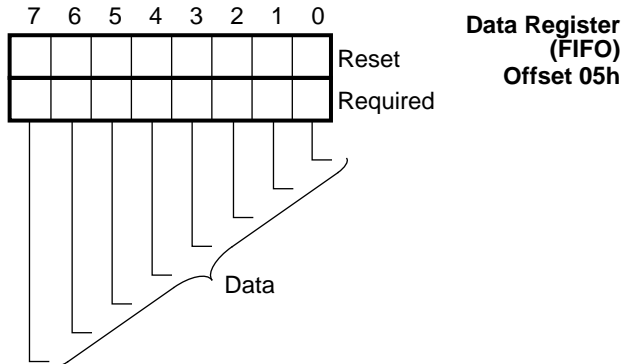 7 6 5 4 3 2 1 0
Data Register
(FIFO)
Offset 05h
Reset
Required
Data